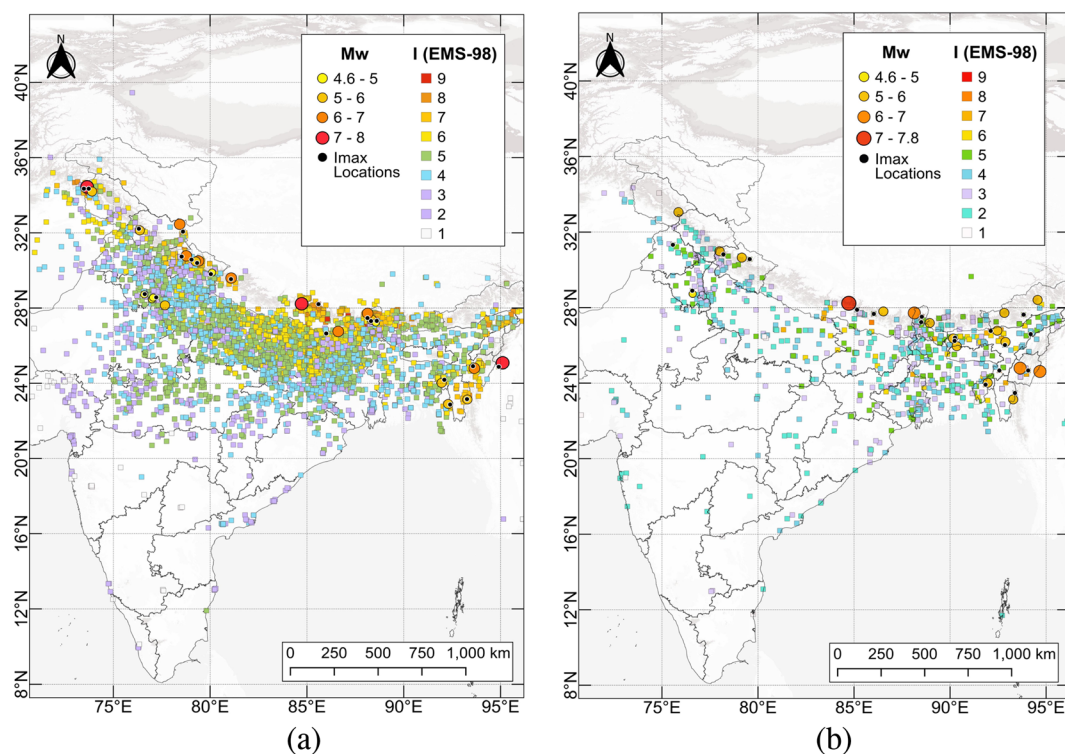 N
Mw I (EMS-98)
4.6 - 5 9
5 - 6 8
6 - 7 7
7 - 8 6
Imax 5
Locations 4
3
2
1
40°N
36°N
32°N
28°N
24°N
20°N
16°N
12°N
8°N
0 250 500 750 1,000 km
75°E 80°E 85°E 90°E 95°E
(a)
N
Mw I (EMS-98)
4.6 - 5 9
5 - 6 8
6 - 7 7
7 - 7.8 6
Imax 5
Locations 4
3
2
1
40°N
36°N
32°N
28°N
24°N
20°N
16°N
12°N
8°N
0 250 500 750 1,000 km
75°E 80°E 85°E 90°E 95°E
(b)